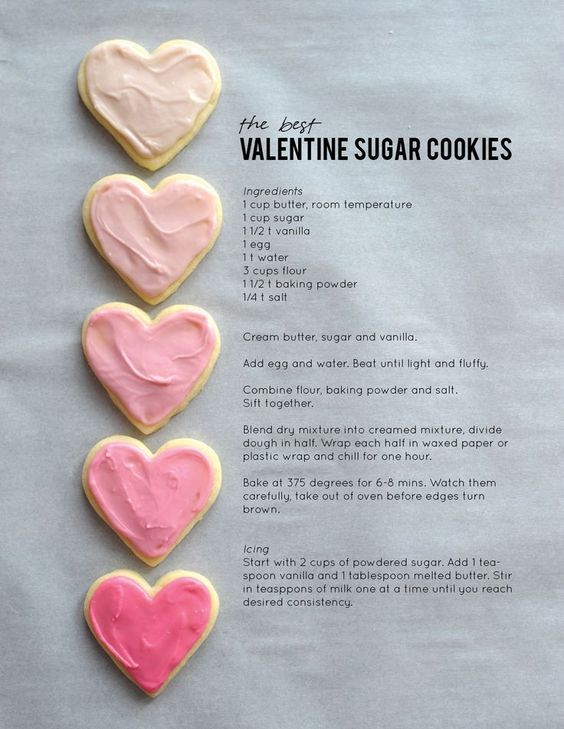 the best
VALENTINE SUGAR COOKIES
Ingredients
1 cup butter, room temperature
1 cup sugar
1 1/2 t vanilla
1 egg
1 t water
3 cups flour
1 1/2 t baking powder
1/4 t salt
Cream butter, sugar and vanilla.
Add egg and water. Beat until light and fluffy.
Combine flour, baking powder and salt.
Sift together.
Blend dry mixture into creamed mixture, divide
dough in half. Wrap each half in waxed paper or
plastic wrap and chill for one hour.
Bake at 375 degrees for 6-8 mins. Watch them
carefully, take out of oven before edges turn
brown.
Icing
Start with 2 cups of powdered sugar. Add 1 tea-
spoon vanilla and 1 tablespoon melted butter. Stir
in teasppons of milk one at a time until you reach
desired consistency.